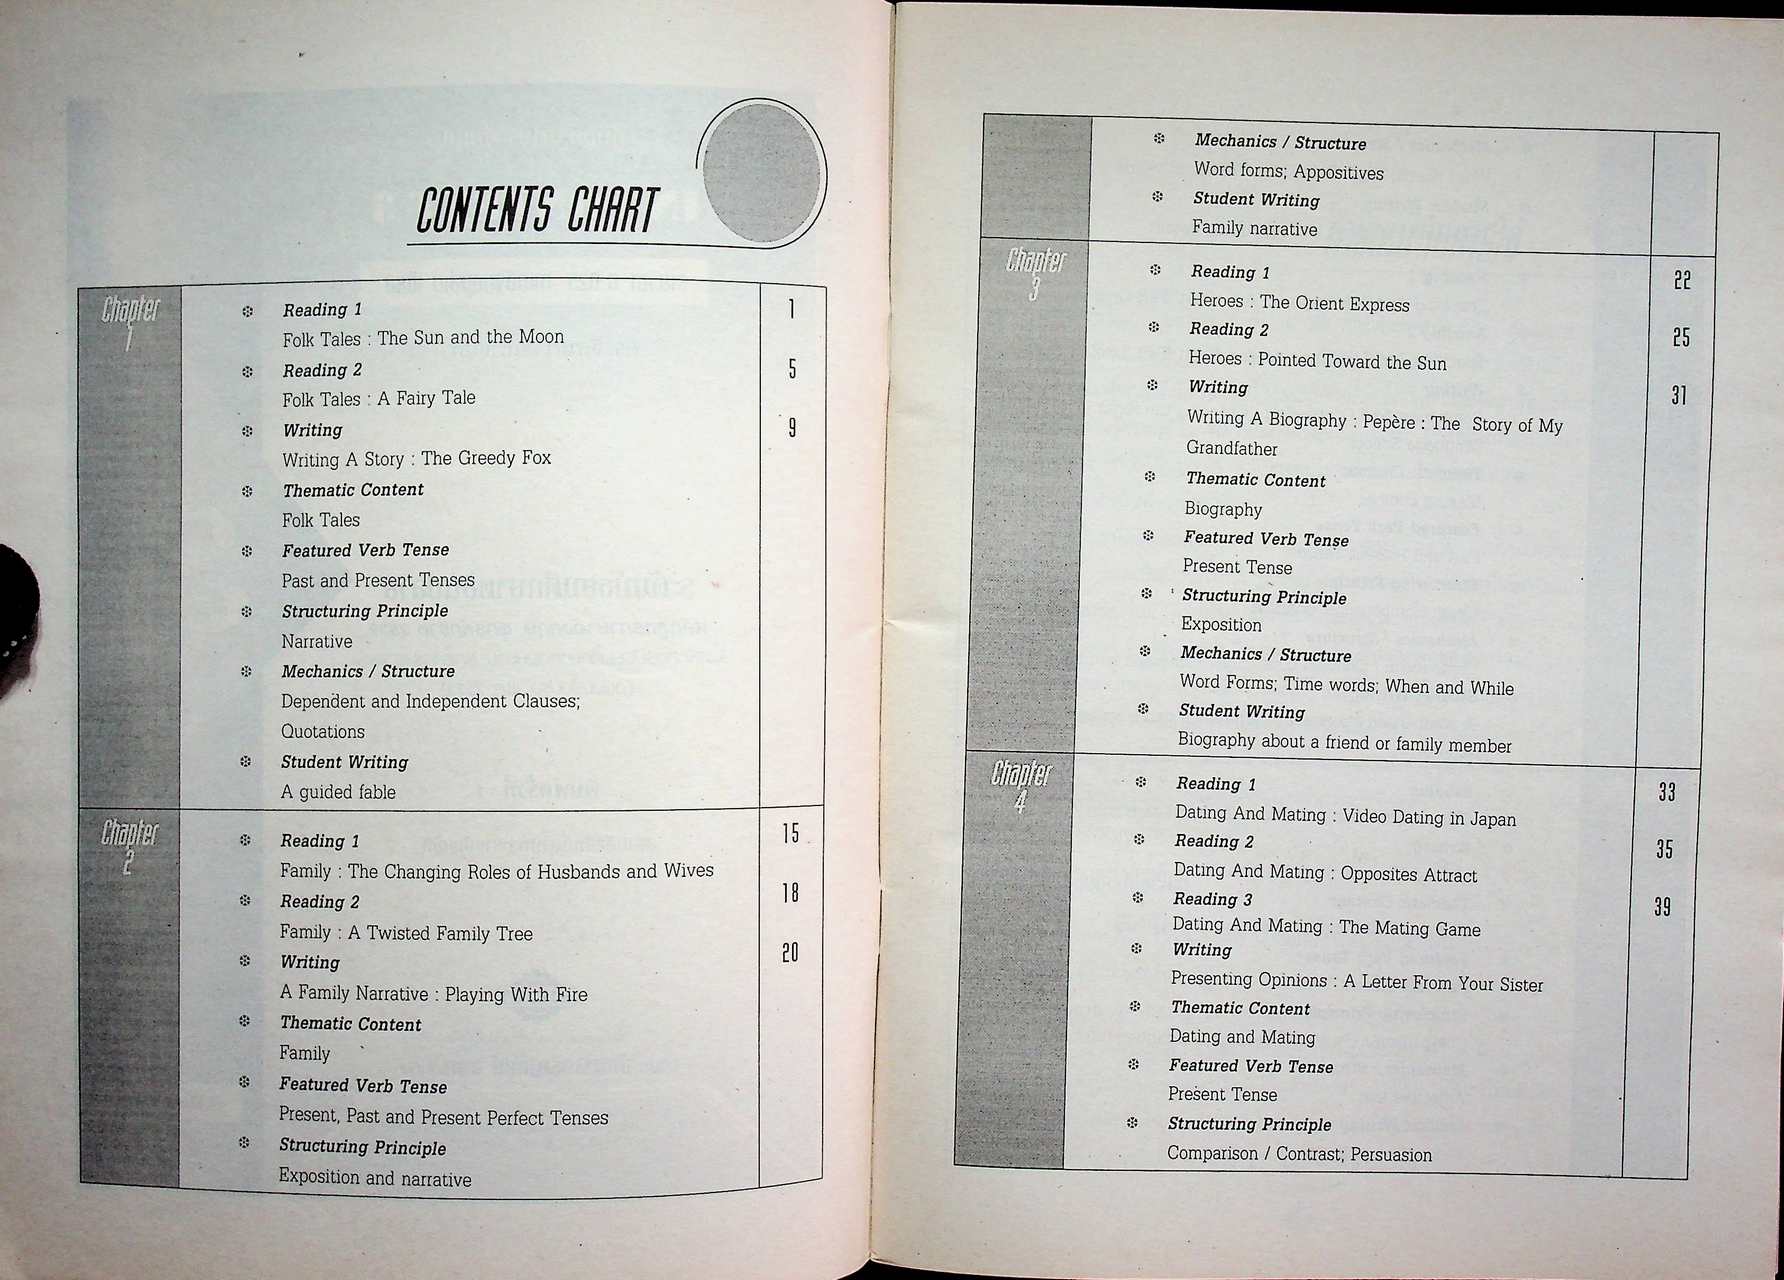 CONTENTS CHART
Chapter
1
Reading 1
1
Folk Tales : The Sun and the Moon
Reading 2
5
Folk Tales : A Fairy Tale
Writing
9
Writing A Story : The Greedy Fox
Thematic Content
Folk Tales
Featured Verb Tense
Past and Present Tenses
Structuring Principle
Narrative
Mechanics / Structure
Dependent and Independent Clauses;
Quotations
Student Writing
A guided fable
Chapter
2
Reading 1
15
Family : The Changing Roles of Husbands and Wives
Reading 2
18
Family : A Twisted Family Tree
Writing
20
A Family Narrative : Playing With Fire
Thematic Content
Family
Featured Verb Tense
Present, Past and Present Perfect Tenses
Structuring Principle
Exposition and narrative
Mechanics / Structure
Word forms; Appositives
Student Writing
Family narrative
Chapter
3
Reading 1
22
Heroes : The Orient Express
Reading 2
25
Heroes : Pointed Toward the Sun
Writing
31
Writing A Biography : Pepère : The Story of My
Grandfather
Thematic Content
Biography
Featured Verb Tense
Present Tense
Structuring Principle
Exposition
Mechanics / Structure
Word Forms; Time words; When and While
Student Writing
Biography about a friend or family member
Chapter
4
Reading 1
33
Dating And Mating : Video Dating in Japan
Reading 2
35
Dating And Mating : Opposites Attract
Reading 3
39
Dating And Mating : The Mating Game
Writing
Presenting Opinions : A Letter From Your Sister
Thematic Content
Dating and Mating
Featured Verb Tense
Present Tense
Structuring Principle
Comparison / Contrast; Persuasion